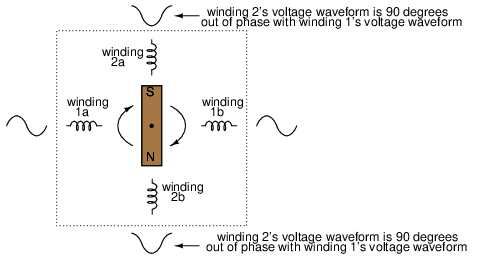 winding 2's voltage waveform is 90 degrees
out of phase with winding 1's voltage waveform
winding
2a
S
winding
1a
winding
1b
N
winding
2b
winding 2's voltage waveform is 90 degrees
out of phase with winding 1's voltage waveform